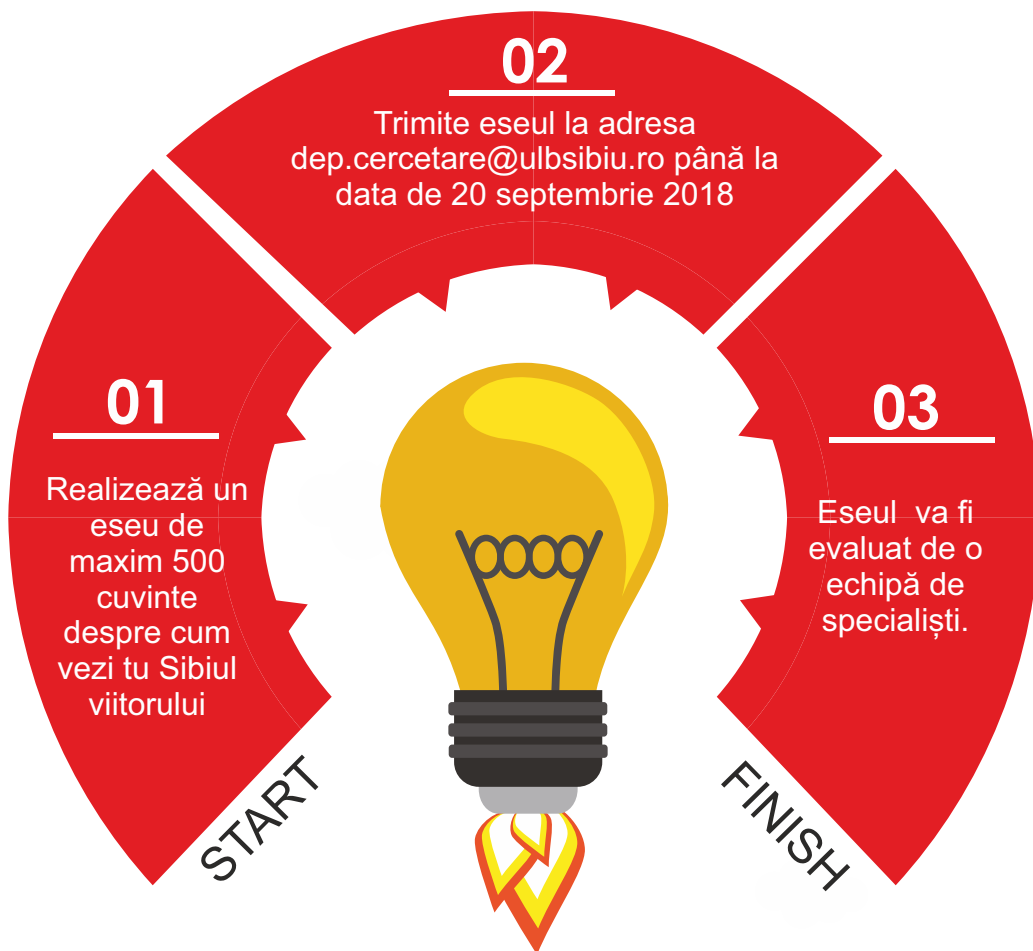 01
Realizează un
eseu de
maxim 500
cuvinte
despre cum
vezi tu Sibiul
viitorului
02
Trimite eseul la adresa
dep.cercetare@ulbsibiu.ro până la
data de 20 septembrie 2018
03
Eseul va fi
evaluat de o
echipă de
specialiști.
START
FINISH